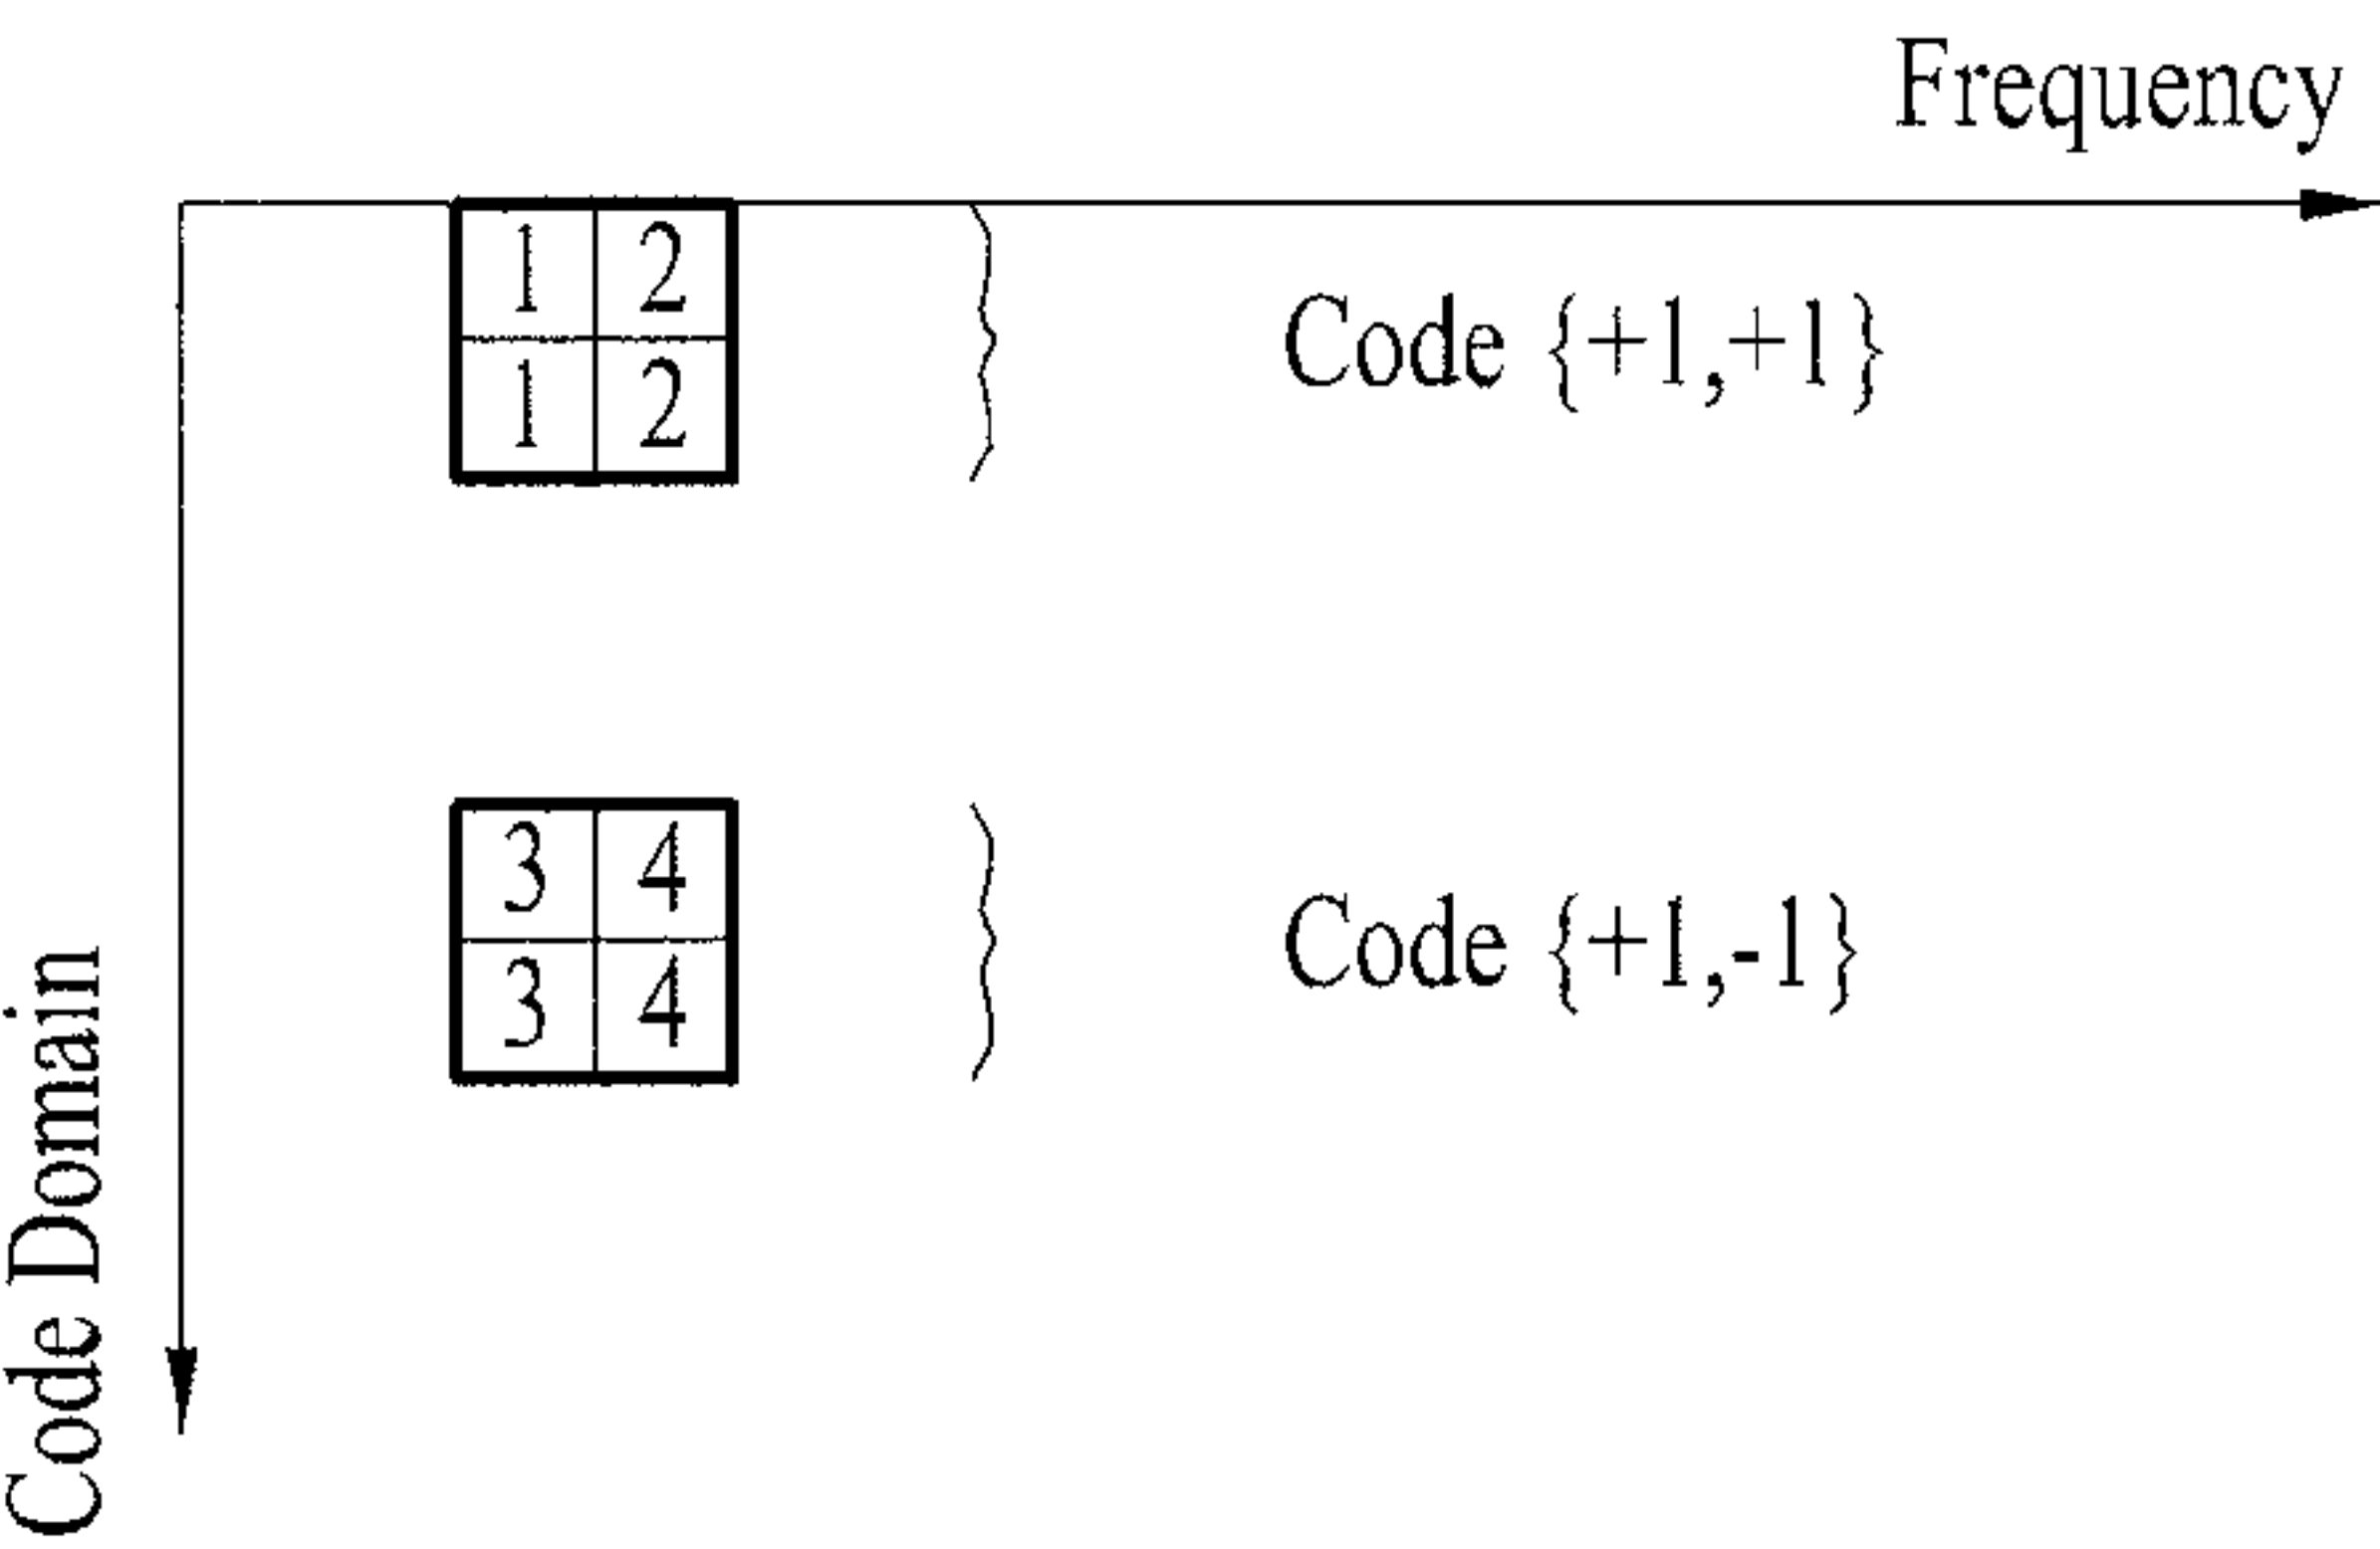 Frequency
1 2
1 2
Code {+1,+1}
3 4
3 4
Code {+1,-1}
Code Domain